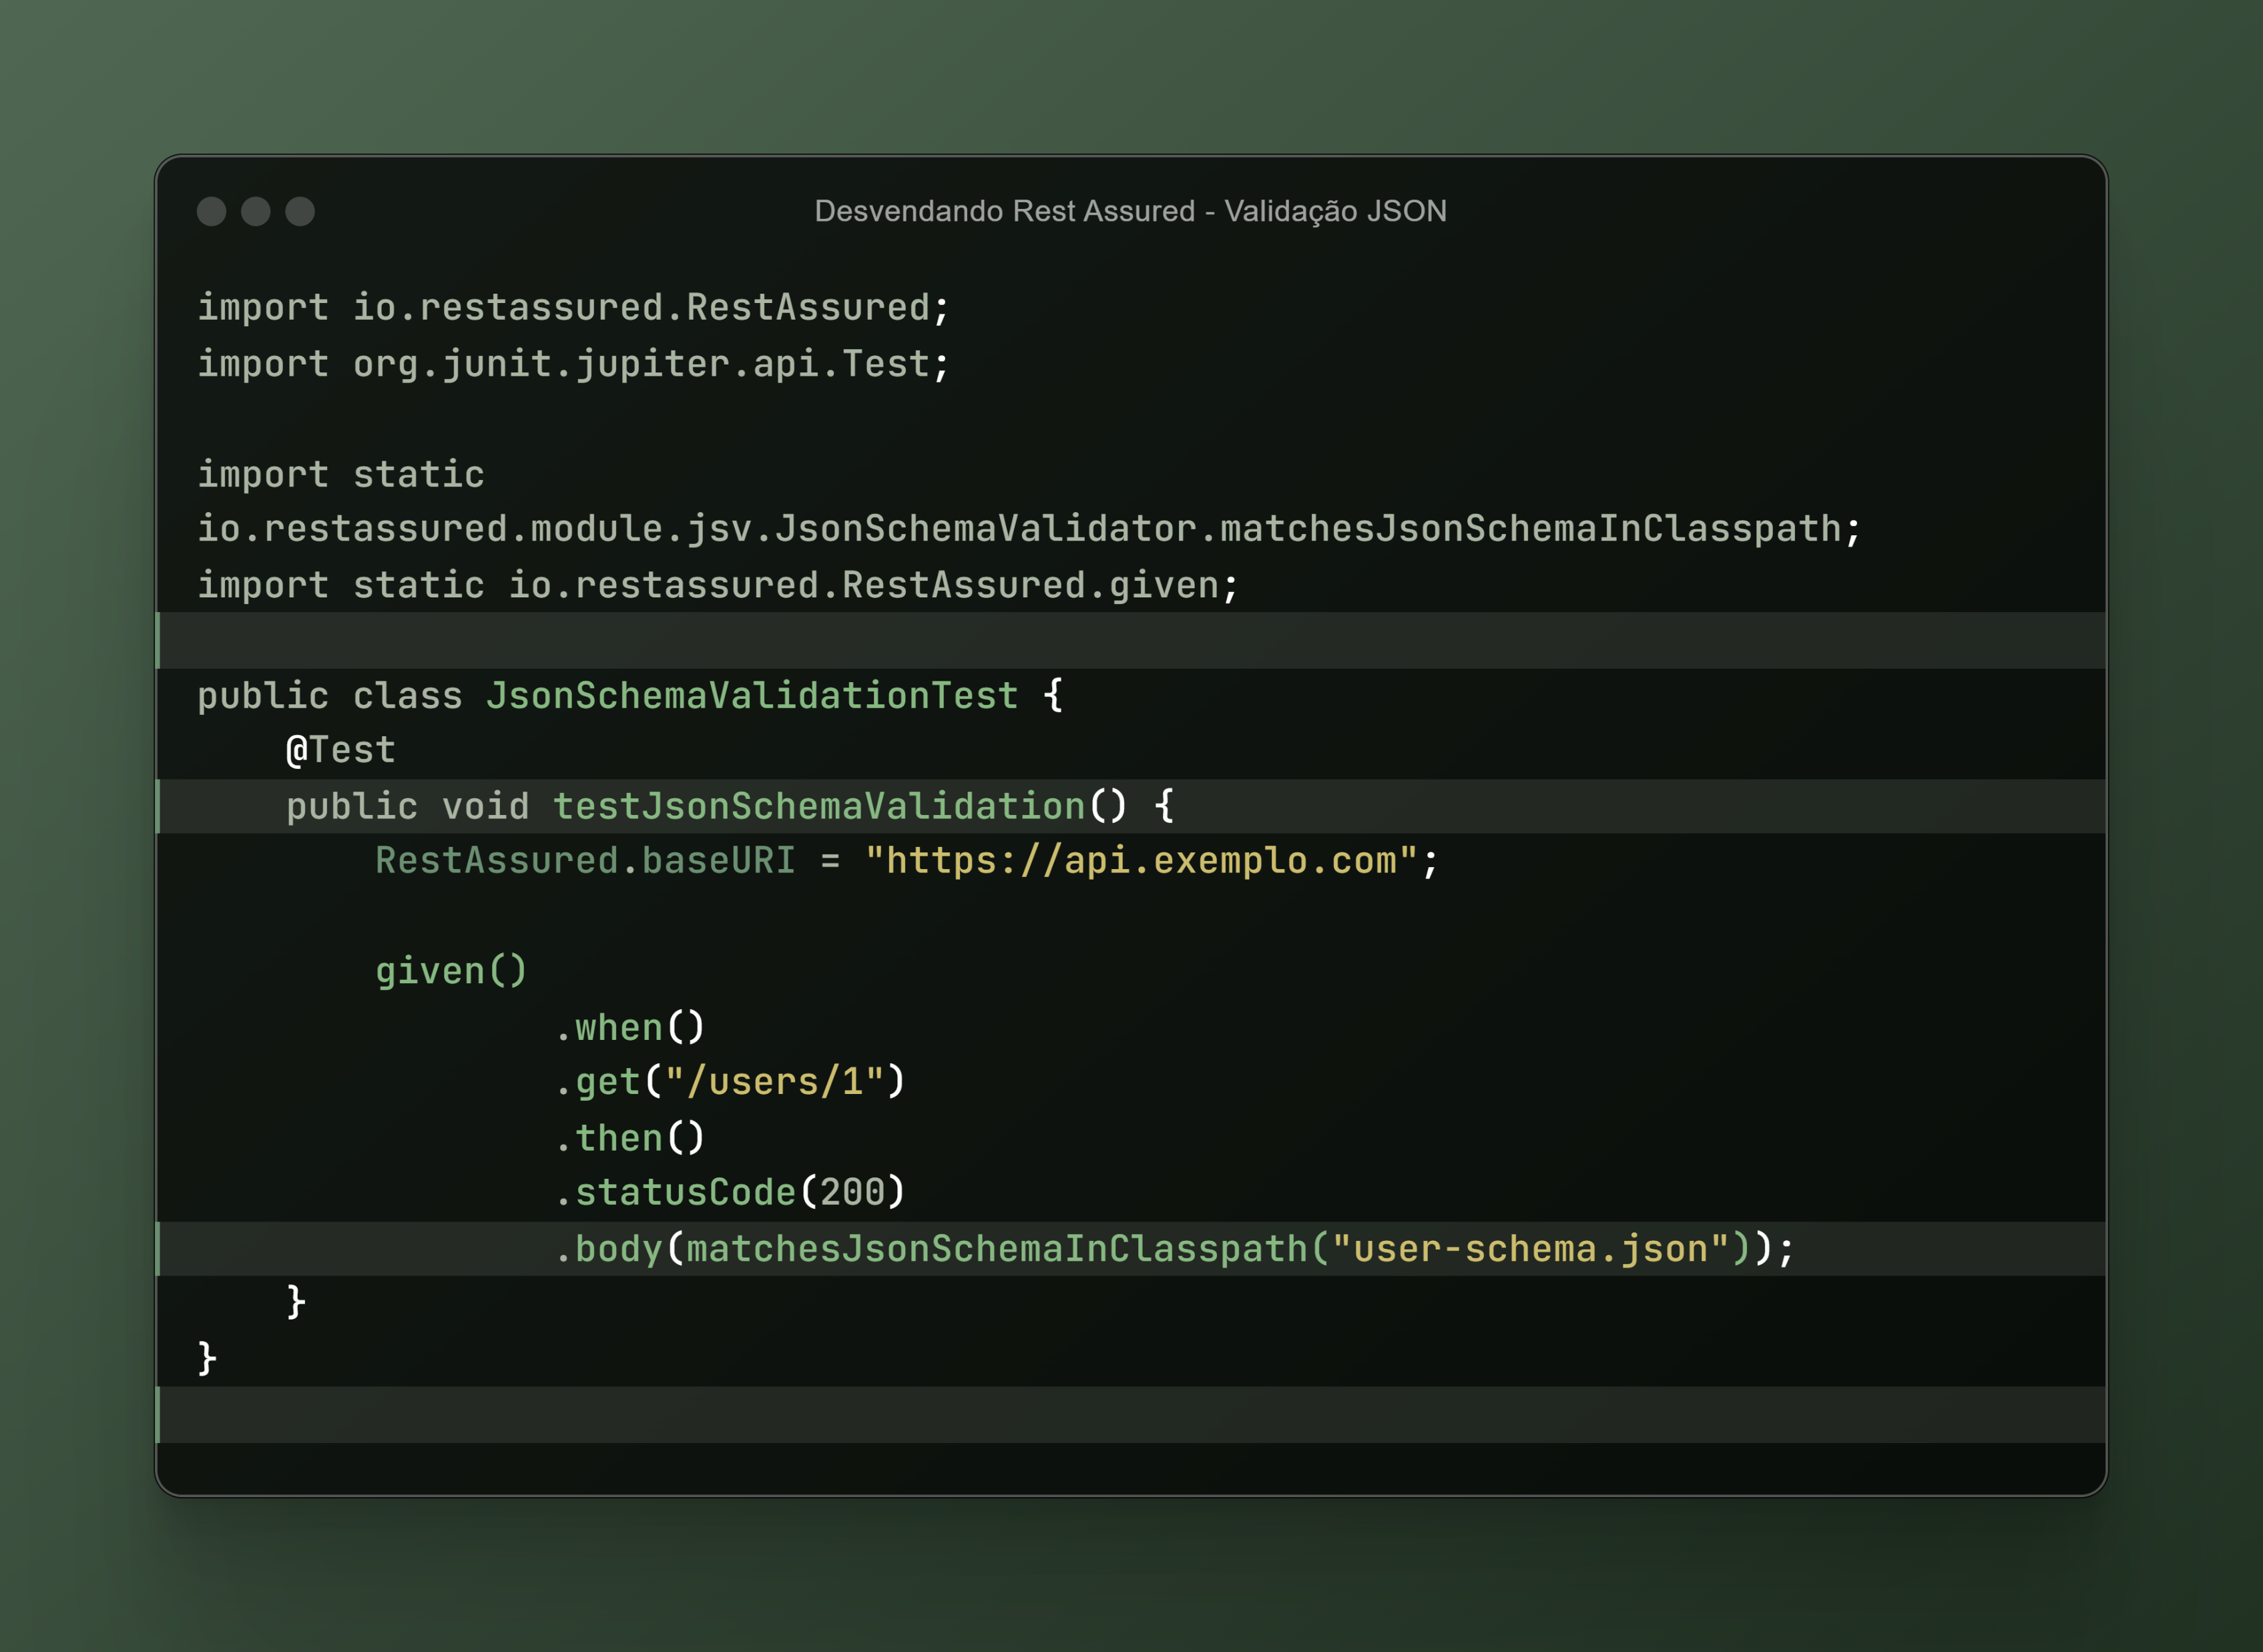 Desvendando Rest Assured - Validação JSON
import io.restassured.RestAssured;
import org.junit.jupiter.api.Test;
import static
io.restassured.module.jsv.JsonSchemaValidator.matchesJsonSchemaInClasspath;
import static io.restassured.RestAssured.given;
public class JsonSchemaValidationTest {
    @Test
    public void testJsonSchemaValidation() {
        RestAssured.baseURI = "https://api.exemplo.com";
        given()
                .when()
                .get("/users/1")
                .then()
                .statusCode(200)
                .body(matchesJsonSchemaInClasspath("user-schema.json"));
    }
}